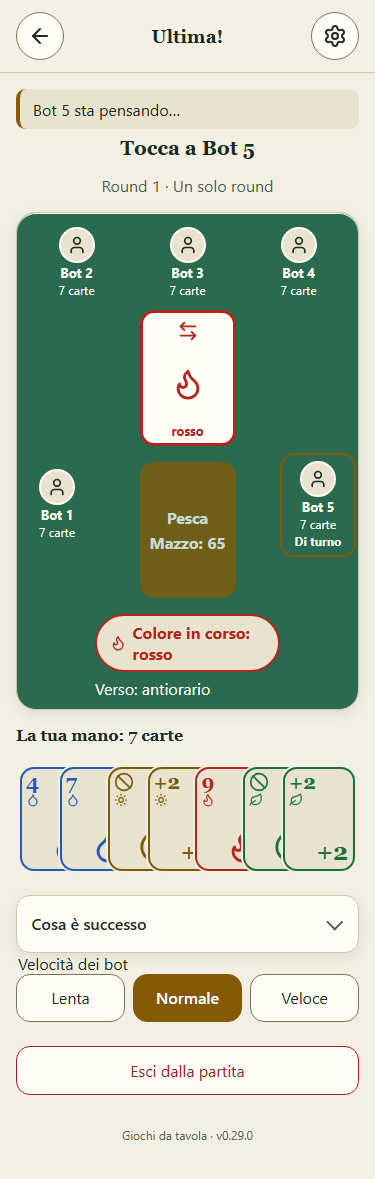 Ultima!
Bot 5 sta pensando...
Tocca a Bot 5
Round 1 · Un solo round
Bot 2
7 carte
Bot 3
7 carte
Bot 4
7 carte
rosso
Bot 1
7 carte
Pesca
Mazzo: 65
Bot 5
7 carte
Di turno
Colore in corso:
rosso
Verso: antiorario
La tua mano: 7 carte
4
7
+2
+
9
+2
+2
Cosa è successo
Velocità dei bot
Lenta
Normale
Veloce
Esci dalla partita
Giochi da tavola · v0.29.0